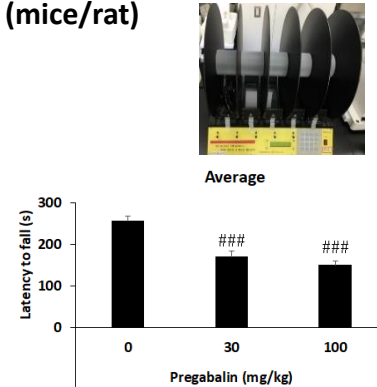 (mice/rat)
Average
Latency to fall (s)
300
200
100
0
###
###
0 30 100
Pregabalin (mg/kg)